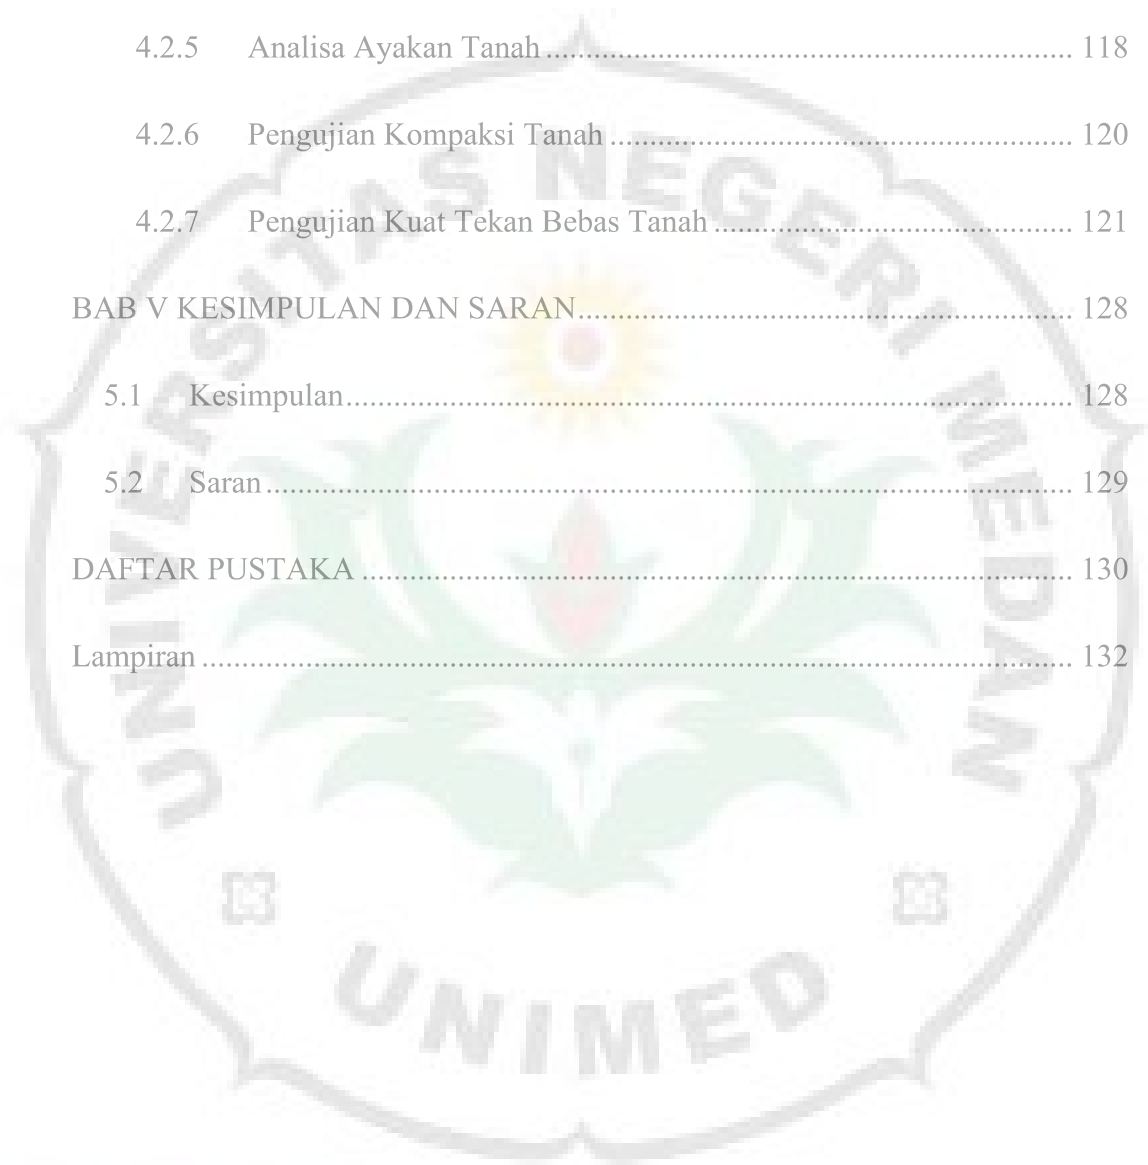 4.2.5 Analisa Ayakan Tanah ........................................ 118
4.2.6 Pengujian Kompaksi Tanah ........................................ 120
4.2.7 Pengujian Kuat Tekan Bebas Tanah ........................................ 121
BAB V KESIMPULAN DAN SARAN ........................................ 128
5.1 Kesimpulan ........................................ 128
5.2 Saran ........................................ 129
DAFTAR PUSTAKA ........................................ 130
Lampiran ........................................ 132
UNIVERSITAS NEGERI MEDAN
UNIMED